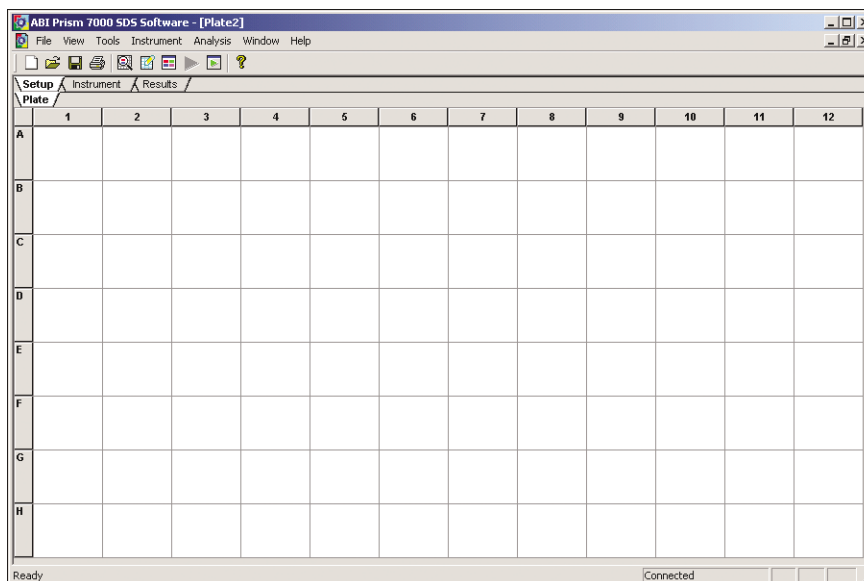 ABI Prism 7000 SDS Software - [Plate2]
File View Tools Instrument Analysis Window Help
Setup Instrument Results
Plate
1 2 3 4 5 6 7 8 9 10 11 12
A
B
C
D
E
F
G
H
Ready Connected